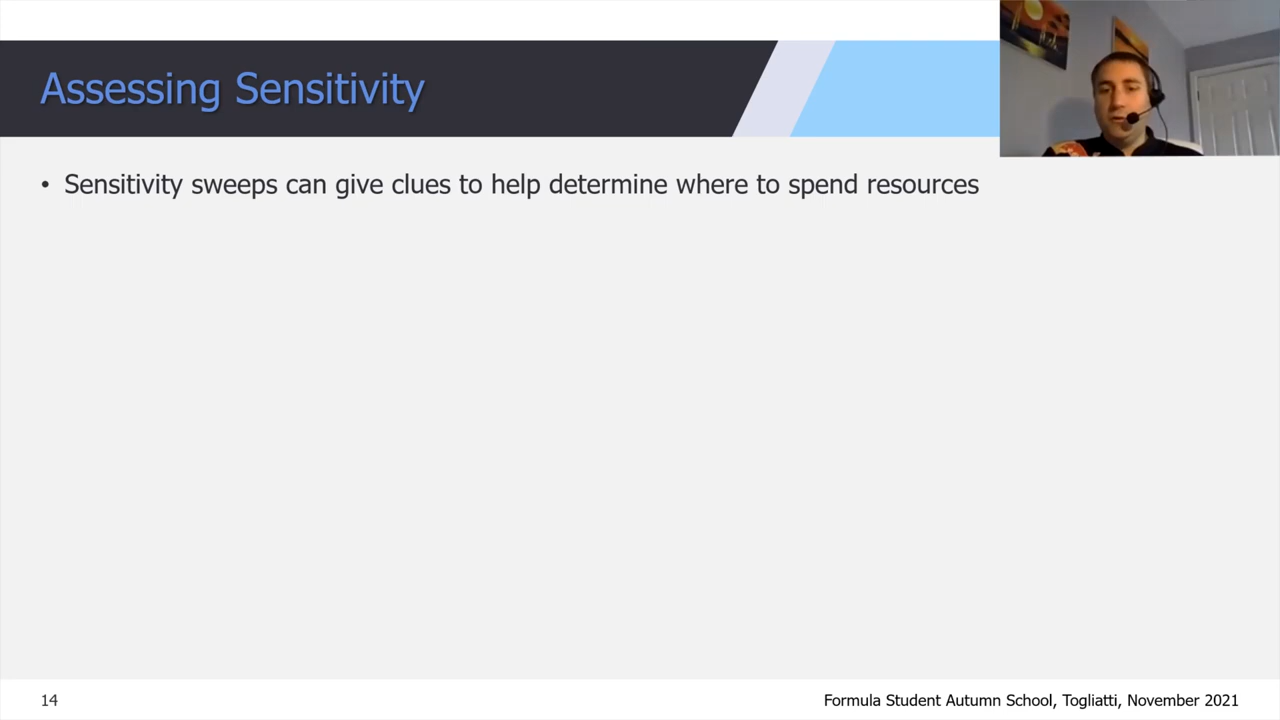 Assessing Sensitivity
• Sensitivity sweeps can give clues to help determine where to spend resources
14
Formula Student Autumn School, Togliatti, November 2021